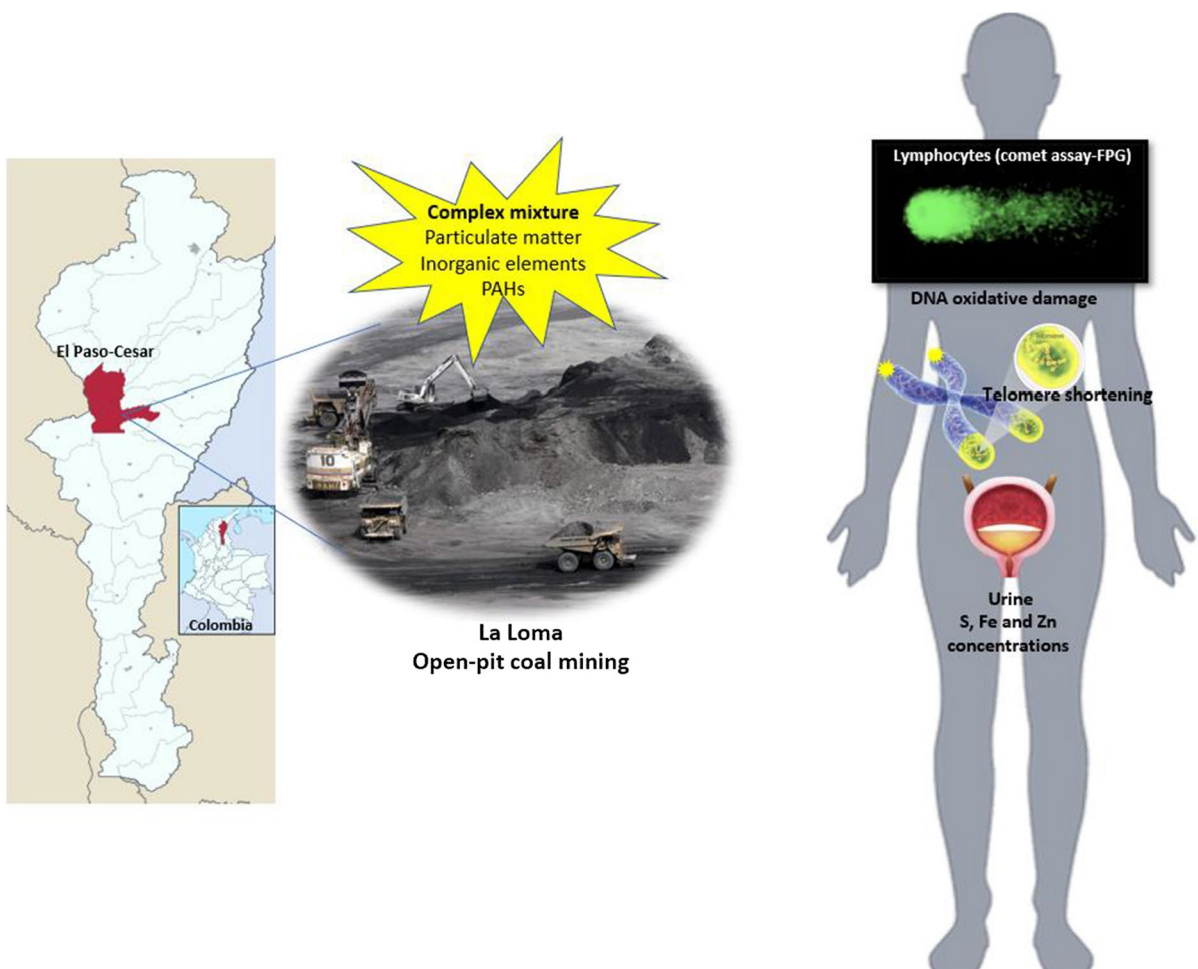 El Paso-Cesar
Colombia
Complex mixture
Particulate matter
Inorganic elements
PAHs
10
La Loma
Open-pit coal mining
Lymphocytes (comet assay-FPG)
DNA oxidative damage
Telomere shortening
Urine
S, Fe and Zn
concentrations